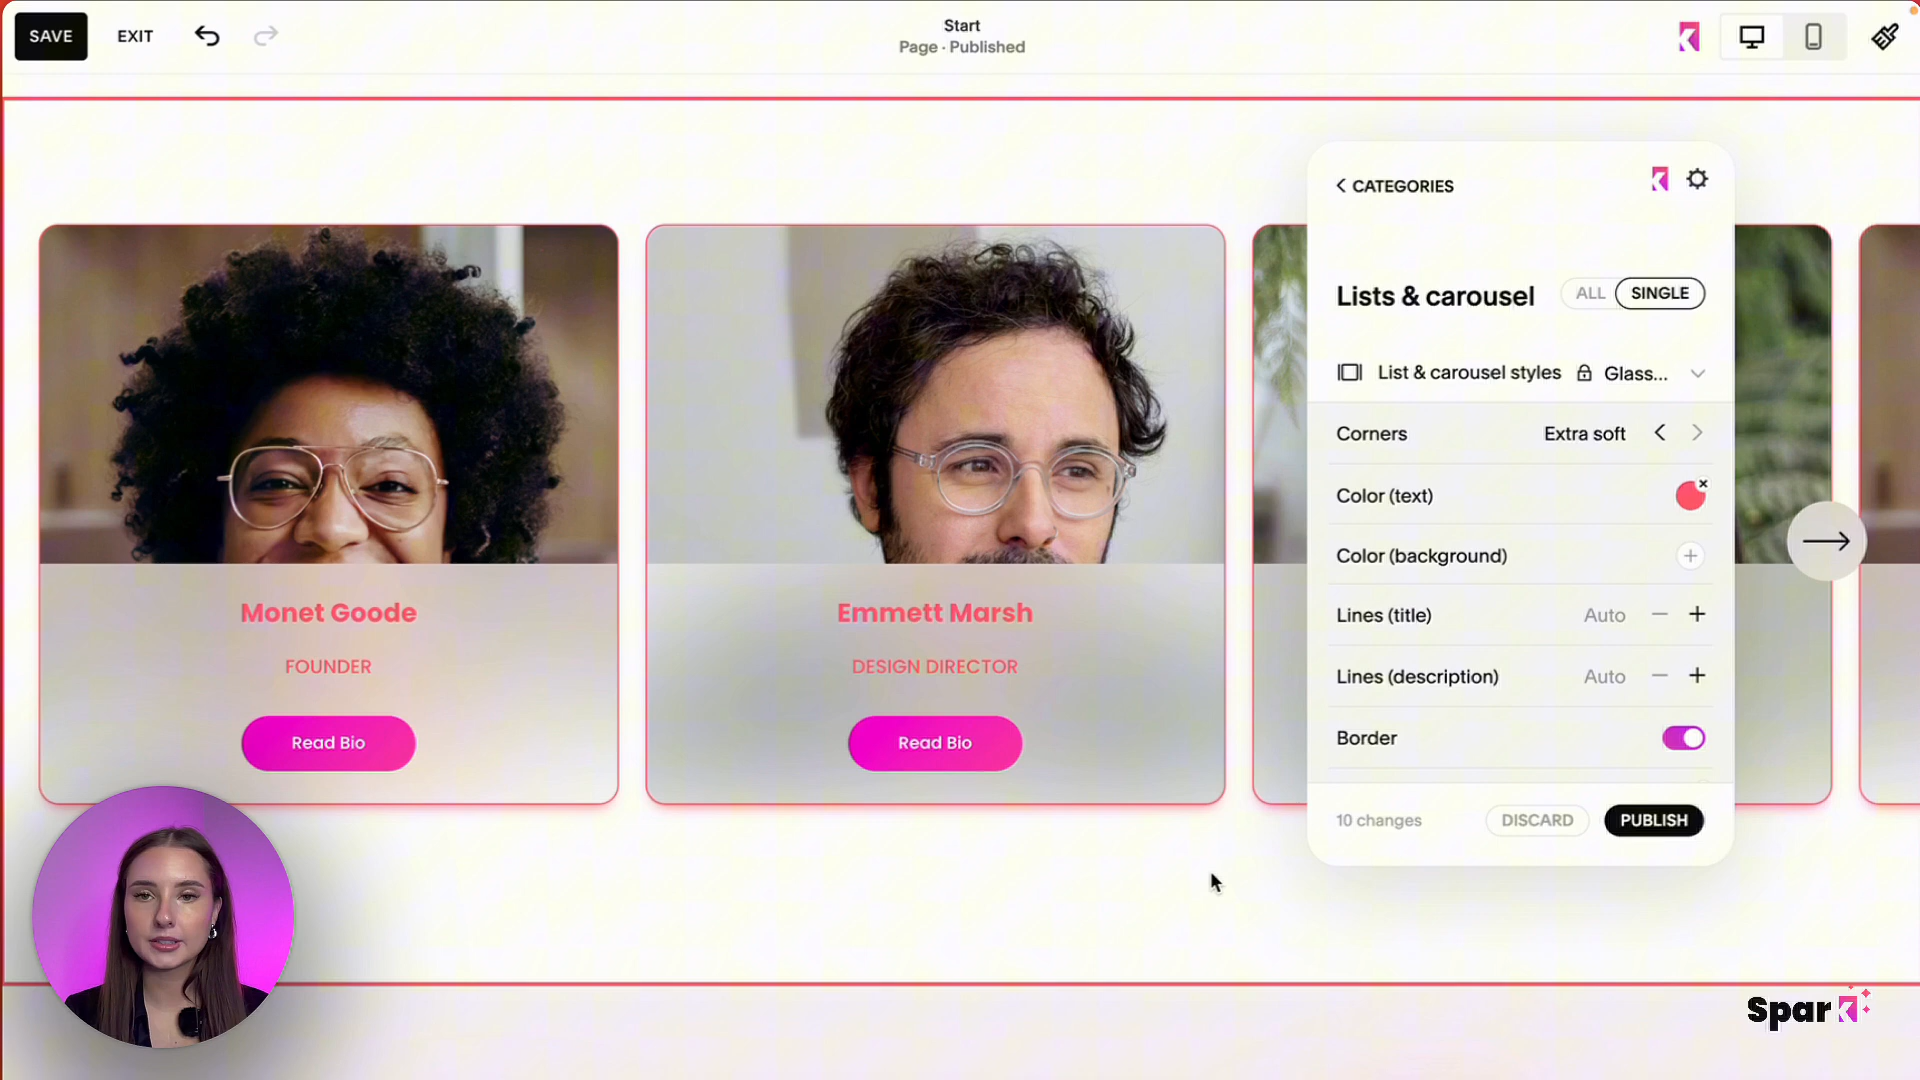 SAVE
EXIT
Start
Page · Published
CATEGORIES
Lists & carousel
ALL
SINGLE
List & carousel styles
Glass...
Corners
Extra soft
Color (text)
Color (background)
Lines (title)
Auto
Lines (description)
Auto
Border
10 changes
DISCARD
PUBLISH
Monet Goode
FOUNDER
Read Bio
Emmett Marsh
DESIGN DIRECTOR
Read Bio
Spark